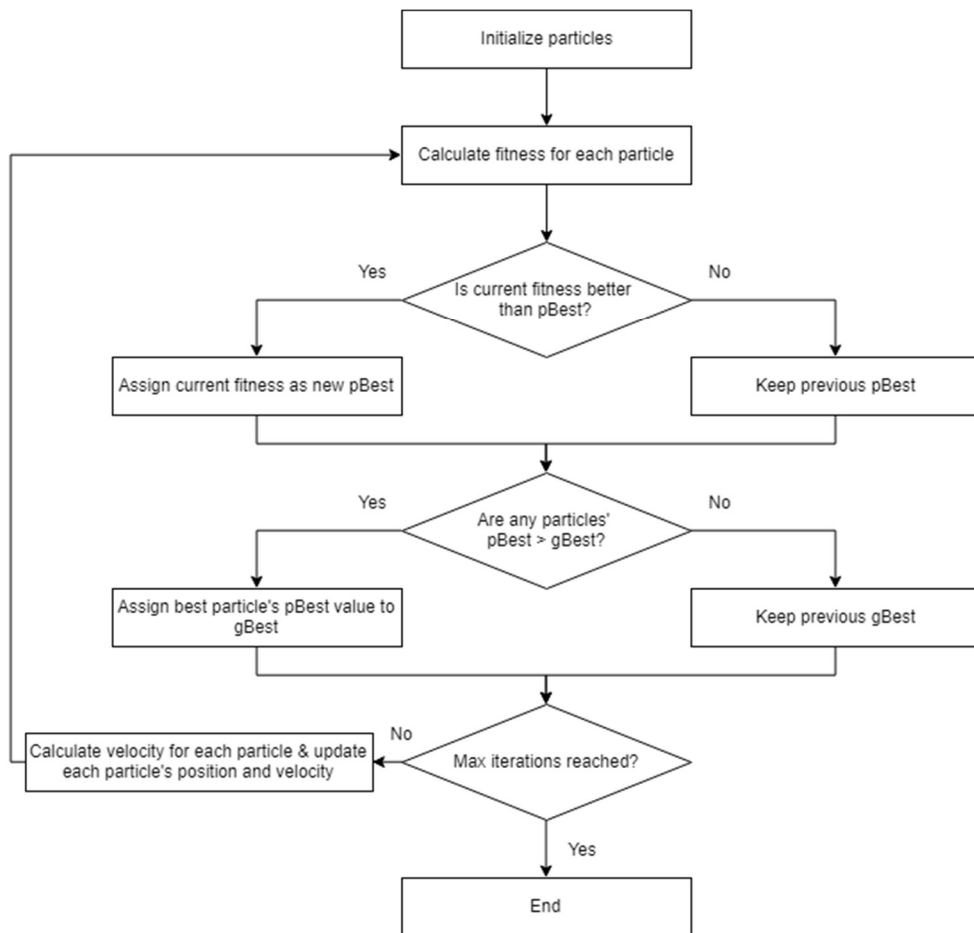 Initialize particles
Calculate fitness for each particle
Yes
No
Is current fitness better
than pBest?
Assign current fitness as new pBest
Keep previous pBest
Yes
No
Are any particles'
pBest > gBest?
Assign best particle's pBest value to
gBest
Keep previous gBest
No
Calculate velocity for each particle & update
each particle's position and velocity
Max iterations reached?
Yes
End